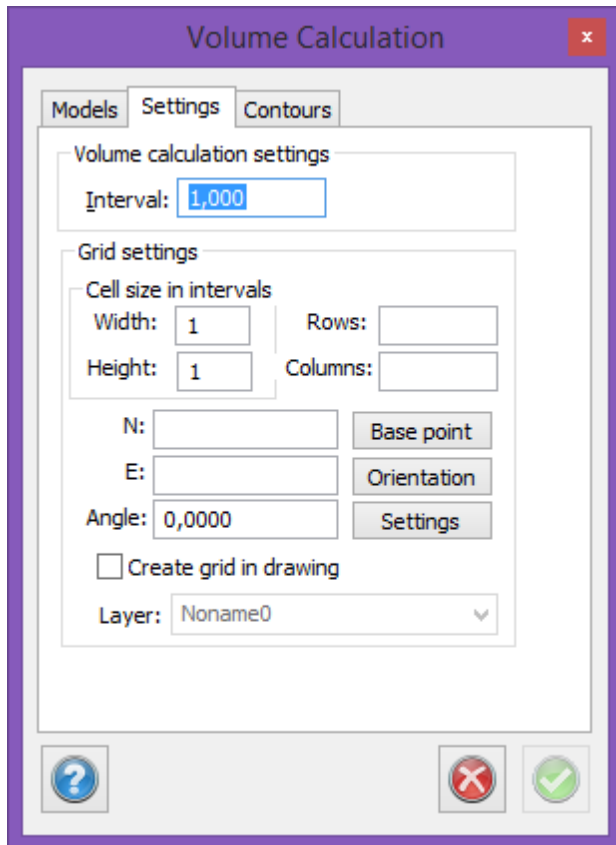 Volume Calculation x
Models Settings Contours
Volume calculation settings
Interval: 1,000
Grid settings
Cell size in intervals
Width: 1 Rows:
Height: 1 Columns:
N: Base point
E: Orientation
Angle: 0,0000 Settings
Create grid in drawing
Layer: Noname0
?